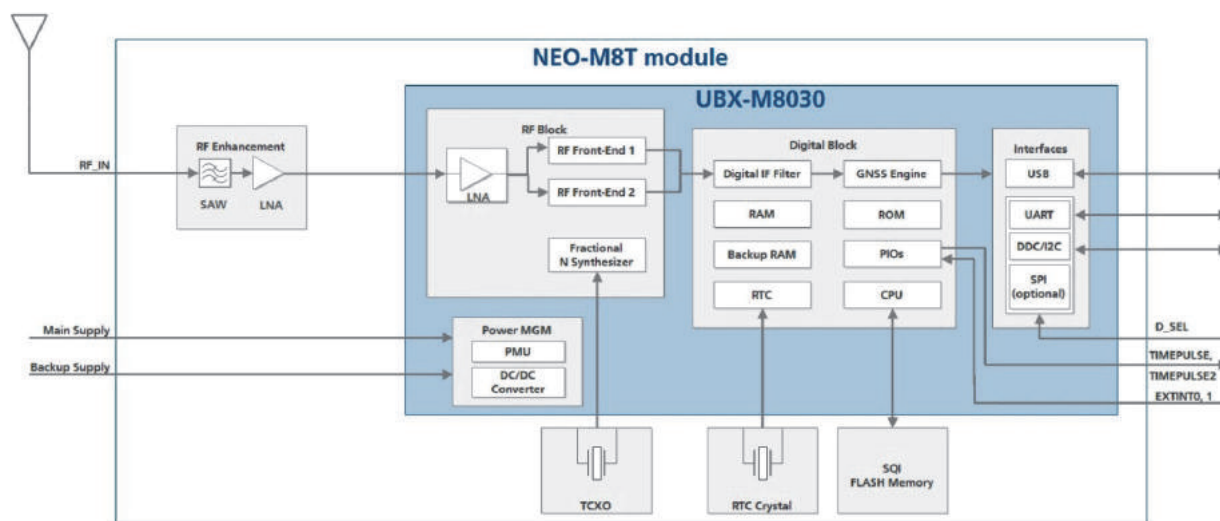 NEO-M8T module
UBX-M8030
RF_IN
RF Enhancement
SAW
LNA
RF Block
LNA
RF Front-End 1
RF Front-End 2
Fractional
N Synthesizer
Digital Block
Digital IF Filter
GNSS Engine
RAM
ROM
Backup RAM
PIOs
RTC
CPU
Interfaces
USB
UART
DDC/I2C
SPI
(optional)
Main Supply
Backup Supply
Power MGM
PMU
DC/DC
Converter
D_SEL
TIMEPULSE,
TIMEPULSE2
EXTINT0, 1
TCXO
RTC Crystal
SQI
FLASH Memory